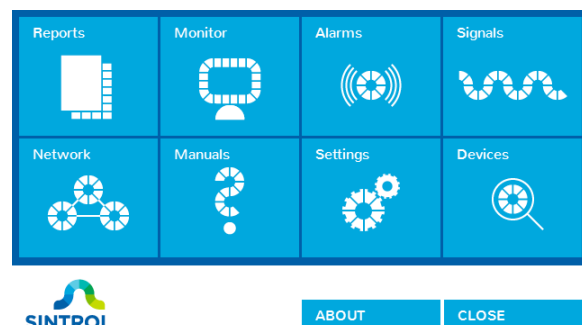 Reports Monitor Alarms Signals
Network Manuals Settings Devices
SINTROL
ABOUT CLOSE